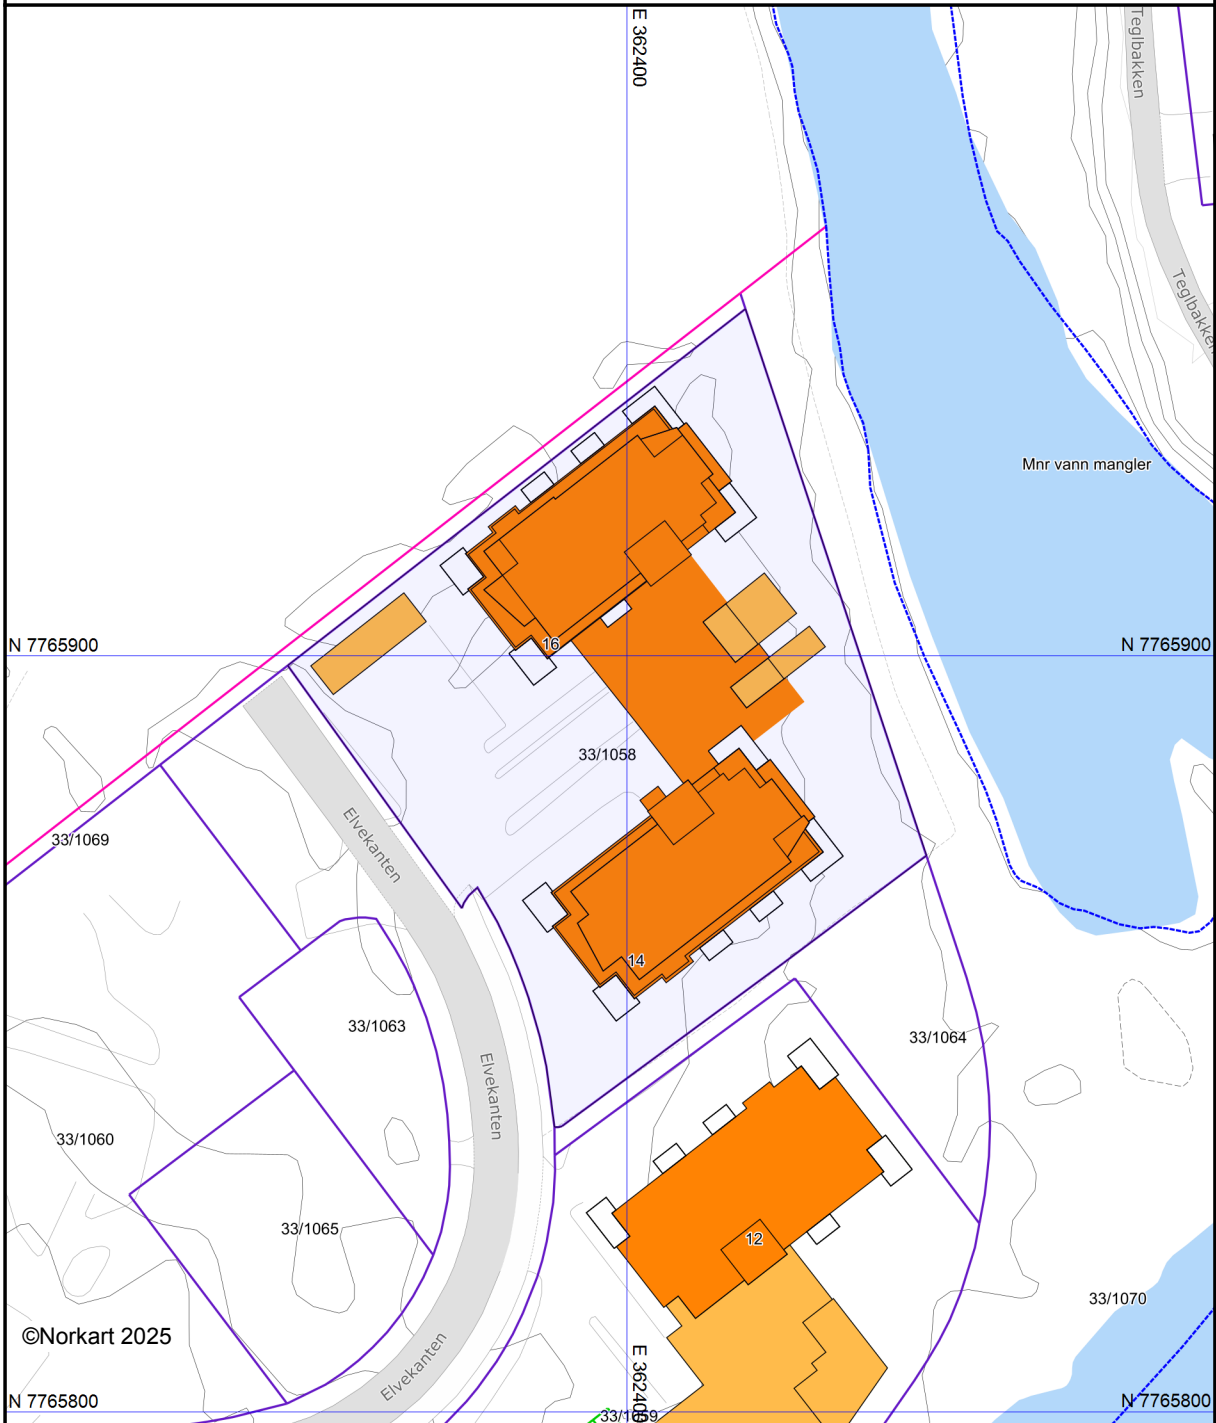 E 362400
Teglbakken
Teglbakken
Mnr vann mangler
N 7765900
16
N 7765900
33/1058
33/1069
Elvekanten
14
33/1063
33/1064
Elvekanten
33/1060
33/1065
12
33/1070
©Norkart 2025
Elvekanten
E 362400
N 7765800
N 7765800